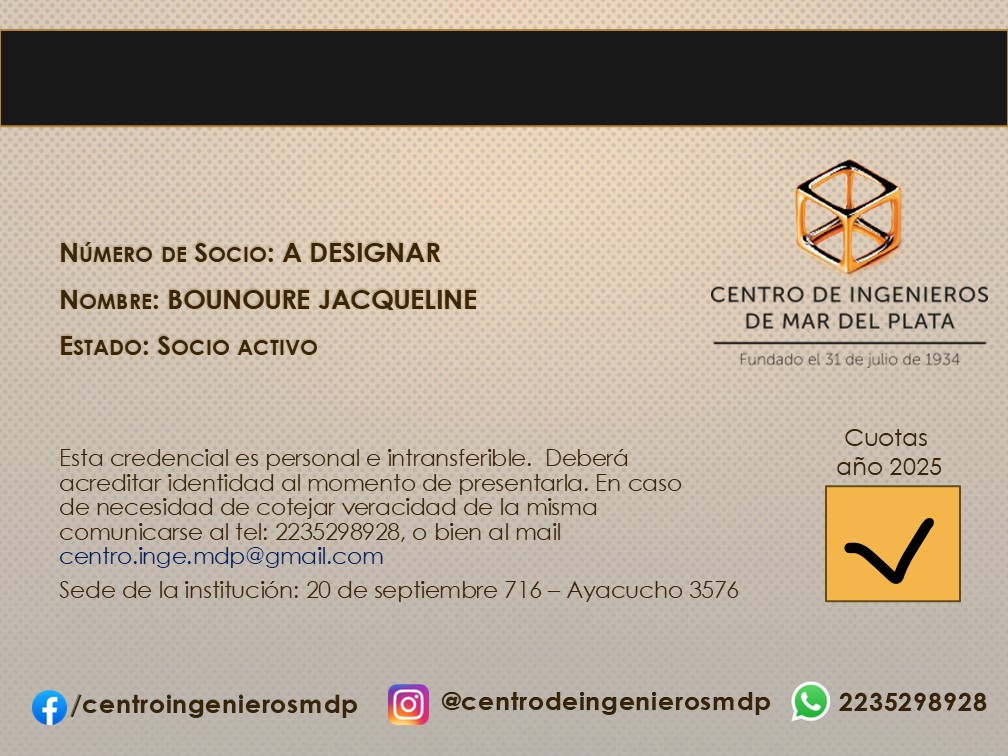 NÚMERO DE SOCIO: A DESIGNAR
NOMBRE: BOUNOURE JACQUELINE
ESTADO: SOCIO ACTIVO
CENTRO DE INGENIEROS
DE MAR DEL PLATA
Fundado el 31 de julio de 1934
Esta credencial es personal e intransferible. Deberá
acreditar identidad al momento de presentarla. En caso
de necesidad de cotejar veracidad de la misma
comunicarse al tel: 2235298928, o bien al mail
centro.inge.mdp@gmail.com
Sede de la institución: 20 de septiembre 716 – Ayacucho 3576
Cuotas
año 2025
/centroingenierosmdp
@centrodeingenierosmdp
2235298928